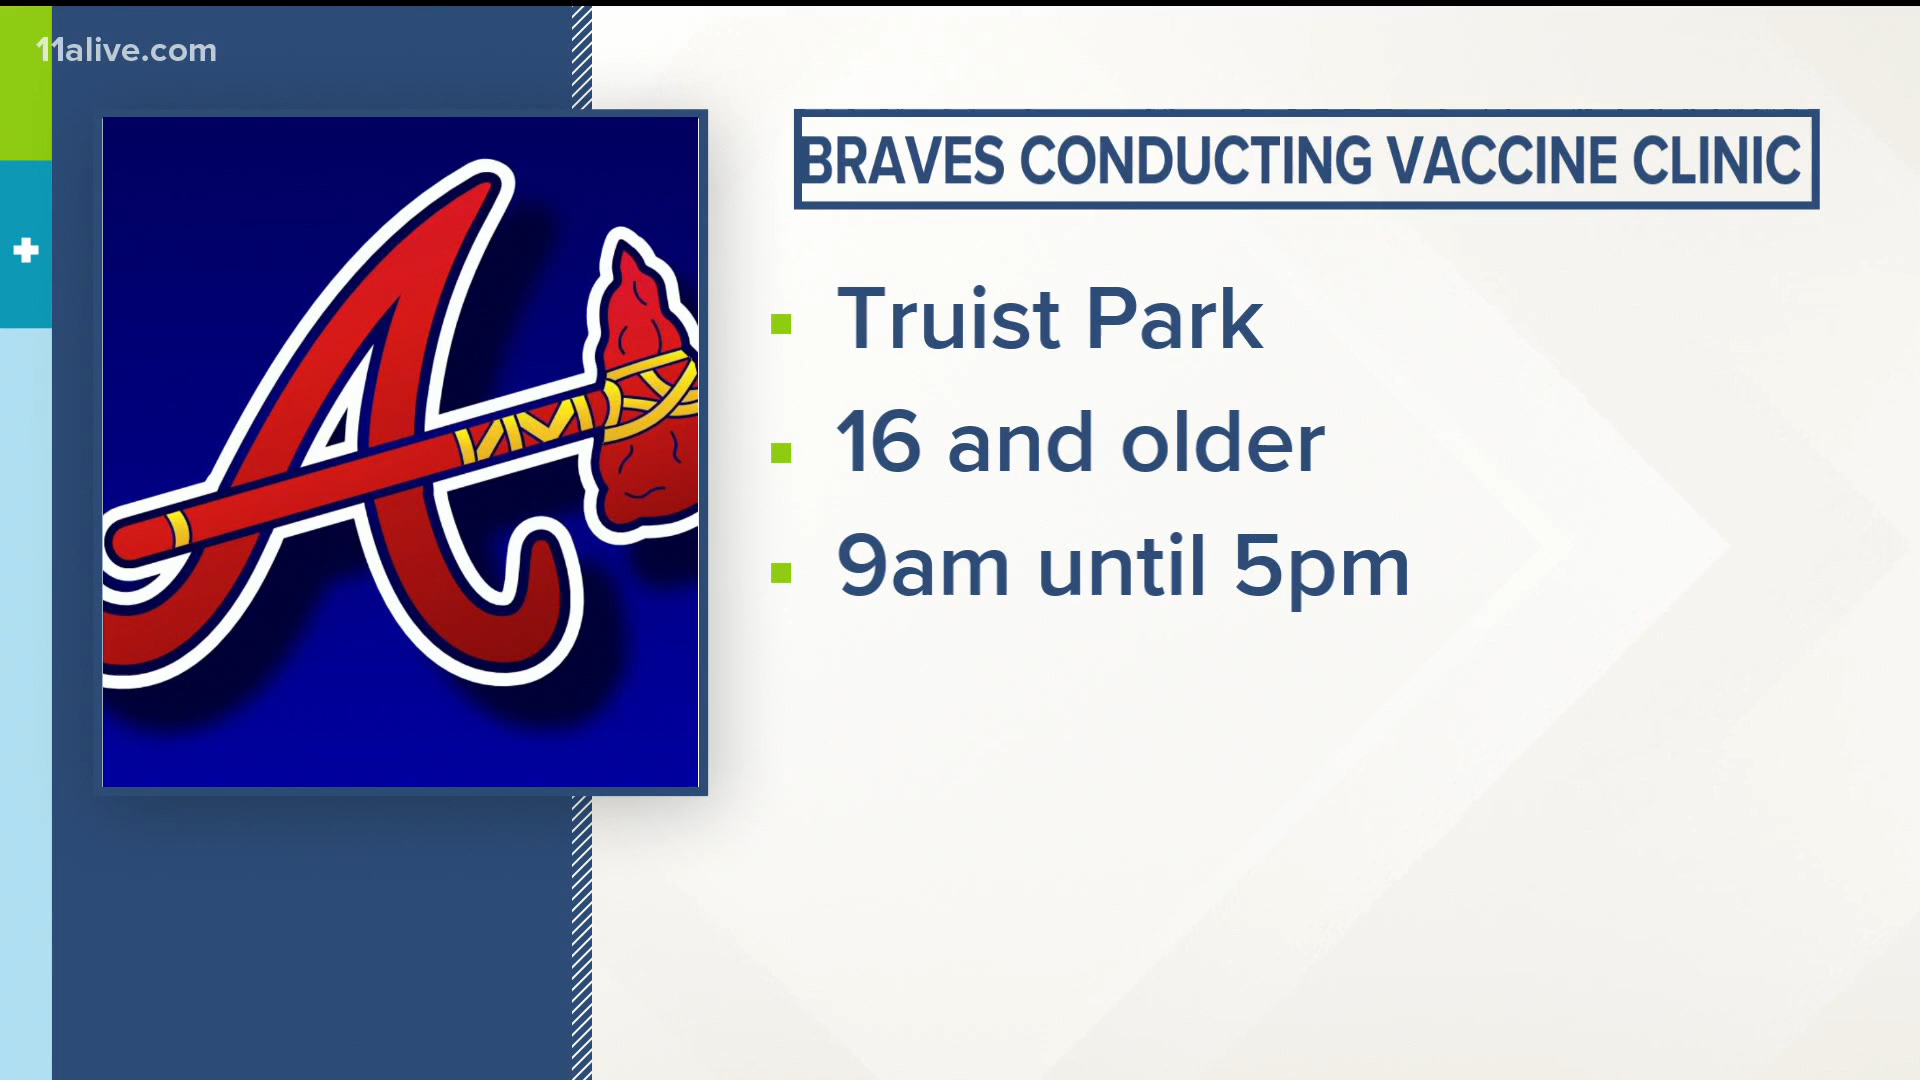 11alive.com
BRAVES CONDUCTING VACCINE CLINIC
Truist Park
16 and older
9am until 5pm